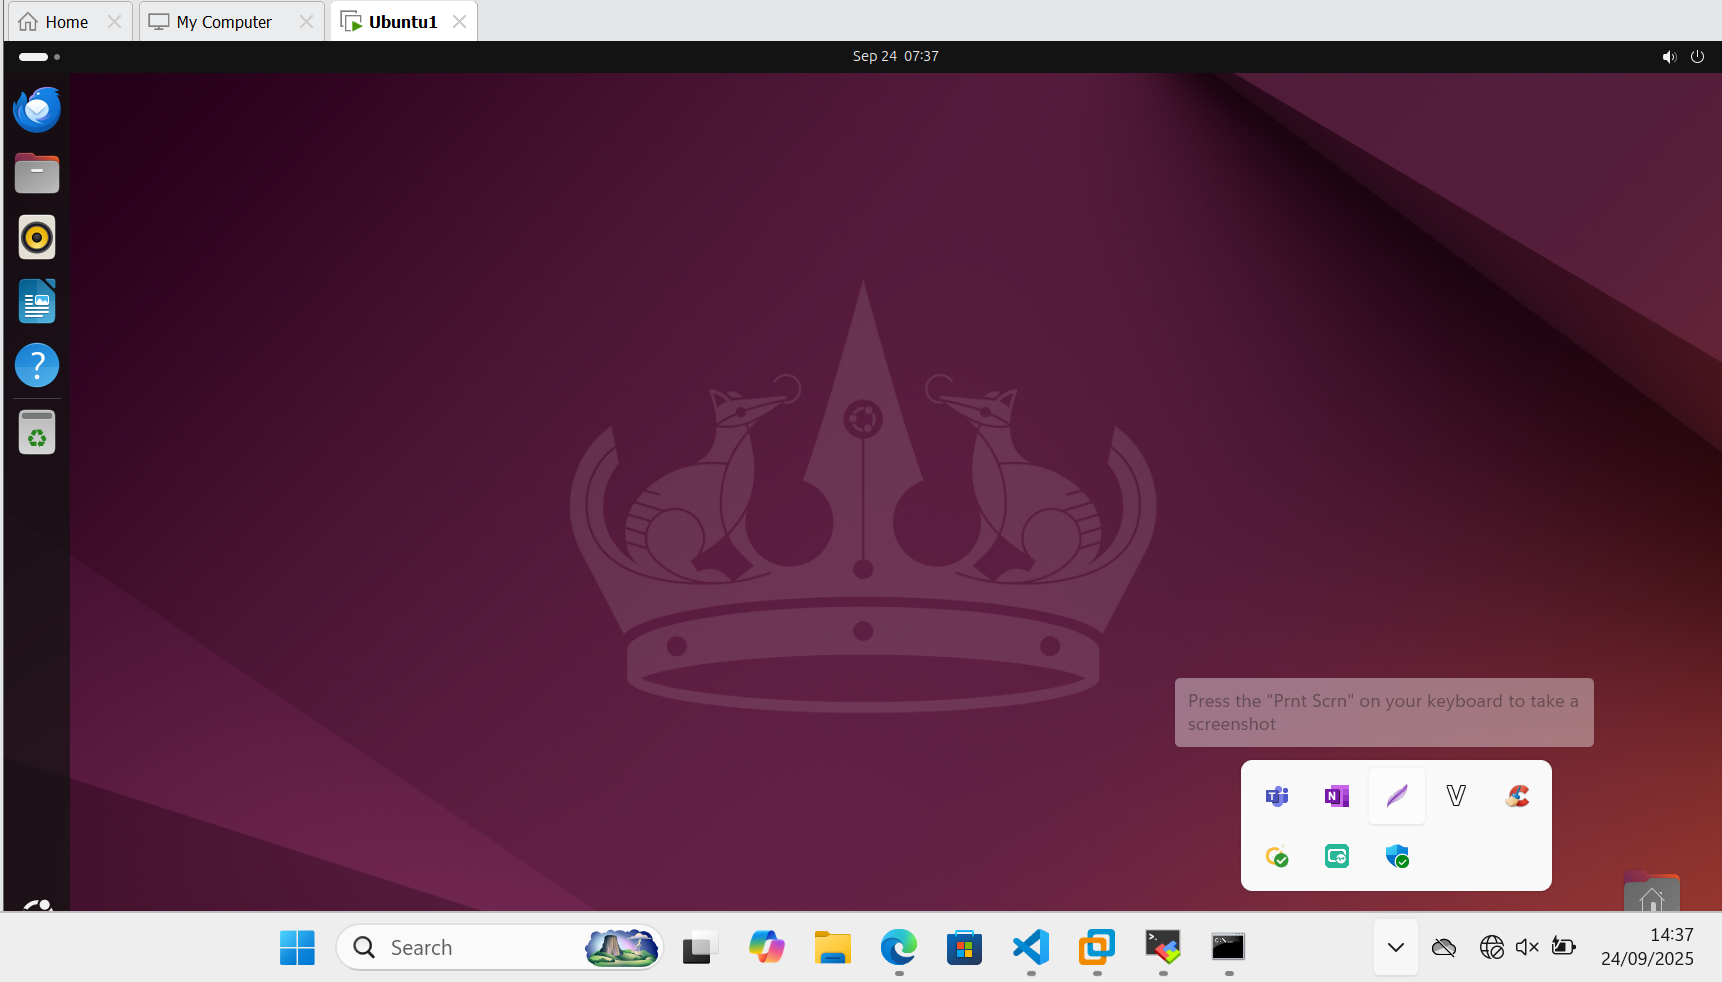 Home
My Computer
Ubuntu1
Sep 24 07:37
Press the "Prnt Scrn" on your keyboard to take a
screenshot
Search
14:37
24/09/2025